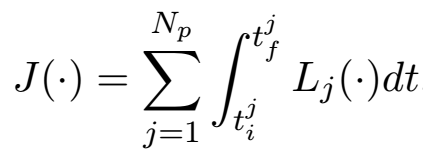 J(·) = \sum_{j=1}^{N_p} \int_{t_i^j}^{t_f^j} L_j(·)dt